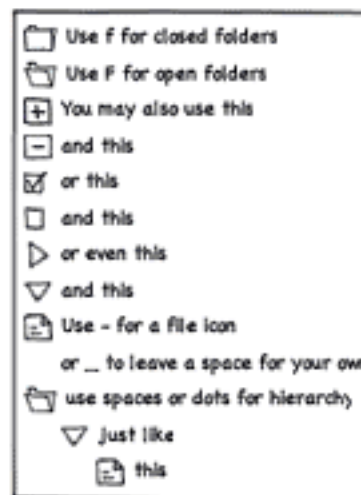 Use f for closed folders
Use F for open folders
You may also use this
and this
or this
and this
or even this
and this
Use - for a file icon
or _ to leave a space for your own
use spaces or dots for hierarchy
just like
this